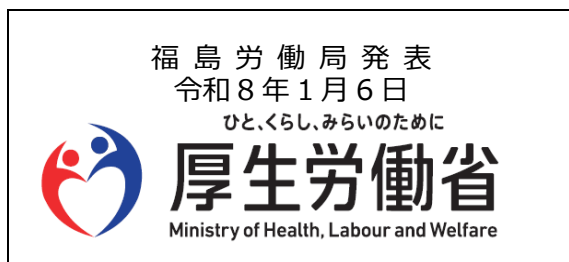 福島労働局発表
令和８年１月６日
ひと、くらし、みらいのために
厚生労働省
Ministry of Health, Labour and Welfare